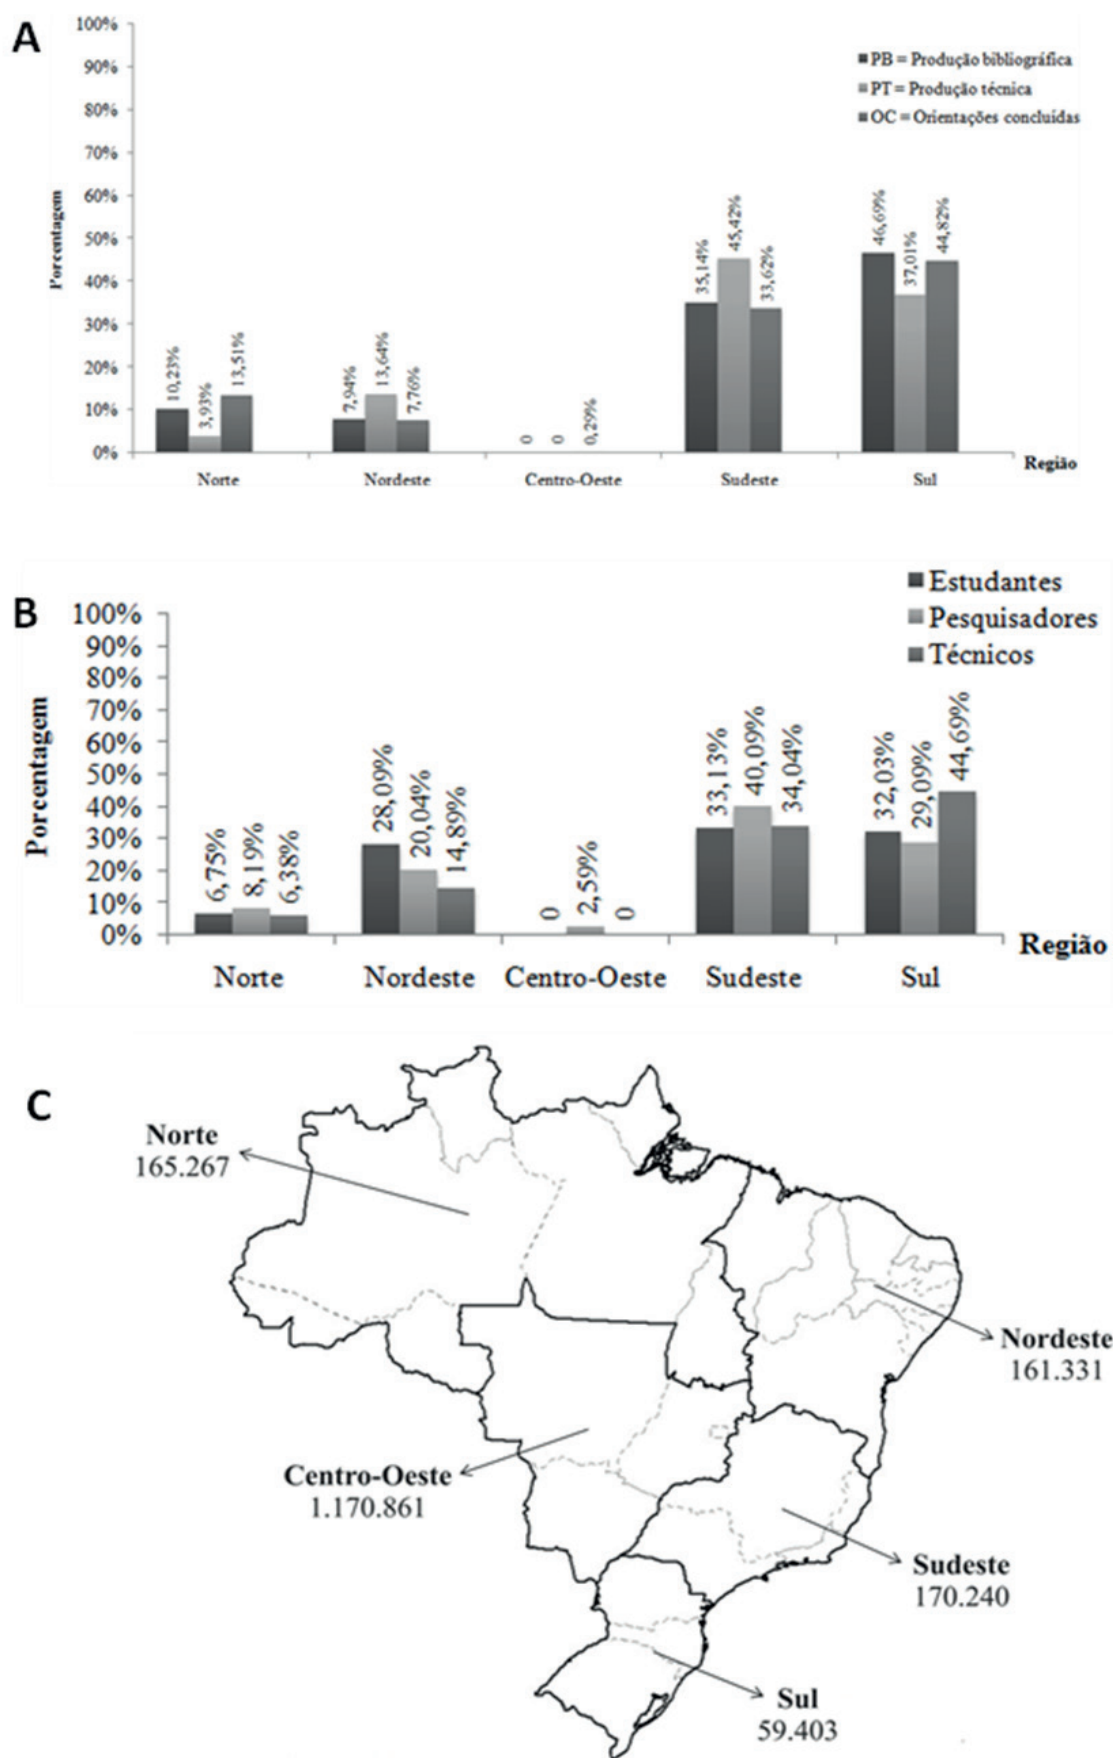 A
100%
90%
80%
70%
60%
50%
40%
30%
20%
10%
0%
Porcentagem
PB = Produção bibliográfica
PT = Produção técnica
OC = Orientações concluídas
10,23%
3,93%
13,51%
7,94%
13,64%
7,76%
0
0
0,29%
35,14%
45,42%
33,62%
46,69%
37,01%
44,82%
Norte
Nordeste
Centro-Oeste
Sudeste
Sul
Região
B
100%
90%
80%
70%
60%
50%
40%
30%
20%
10%
0%
Porcentagem
Estudantes
Pesquisadores
Técnicos
6,75%
8,19%
6,38%
28,09%
20,04%
14,89%
0
2,59%
0
33,13%
40,09%
34,04%
32,03%
29,09%
44,69%
Norte
Nordeste
Centro-Oeste
Sudeste
Sul
Região
C
Norte
165.267
Nordeste
161.331
Centro-Oeste
1.170.861
Sudeste
170.240
Sul
59.403